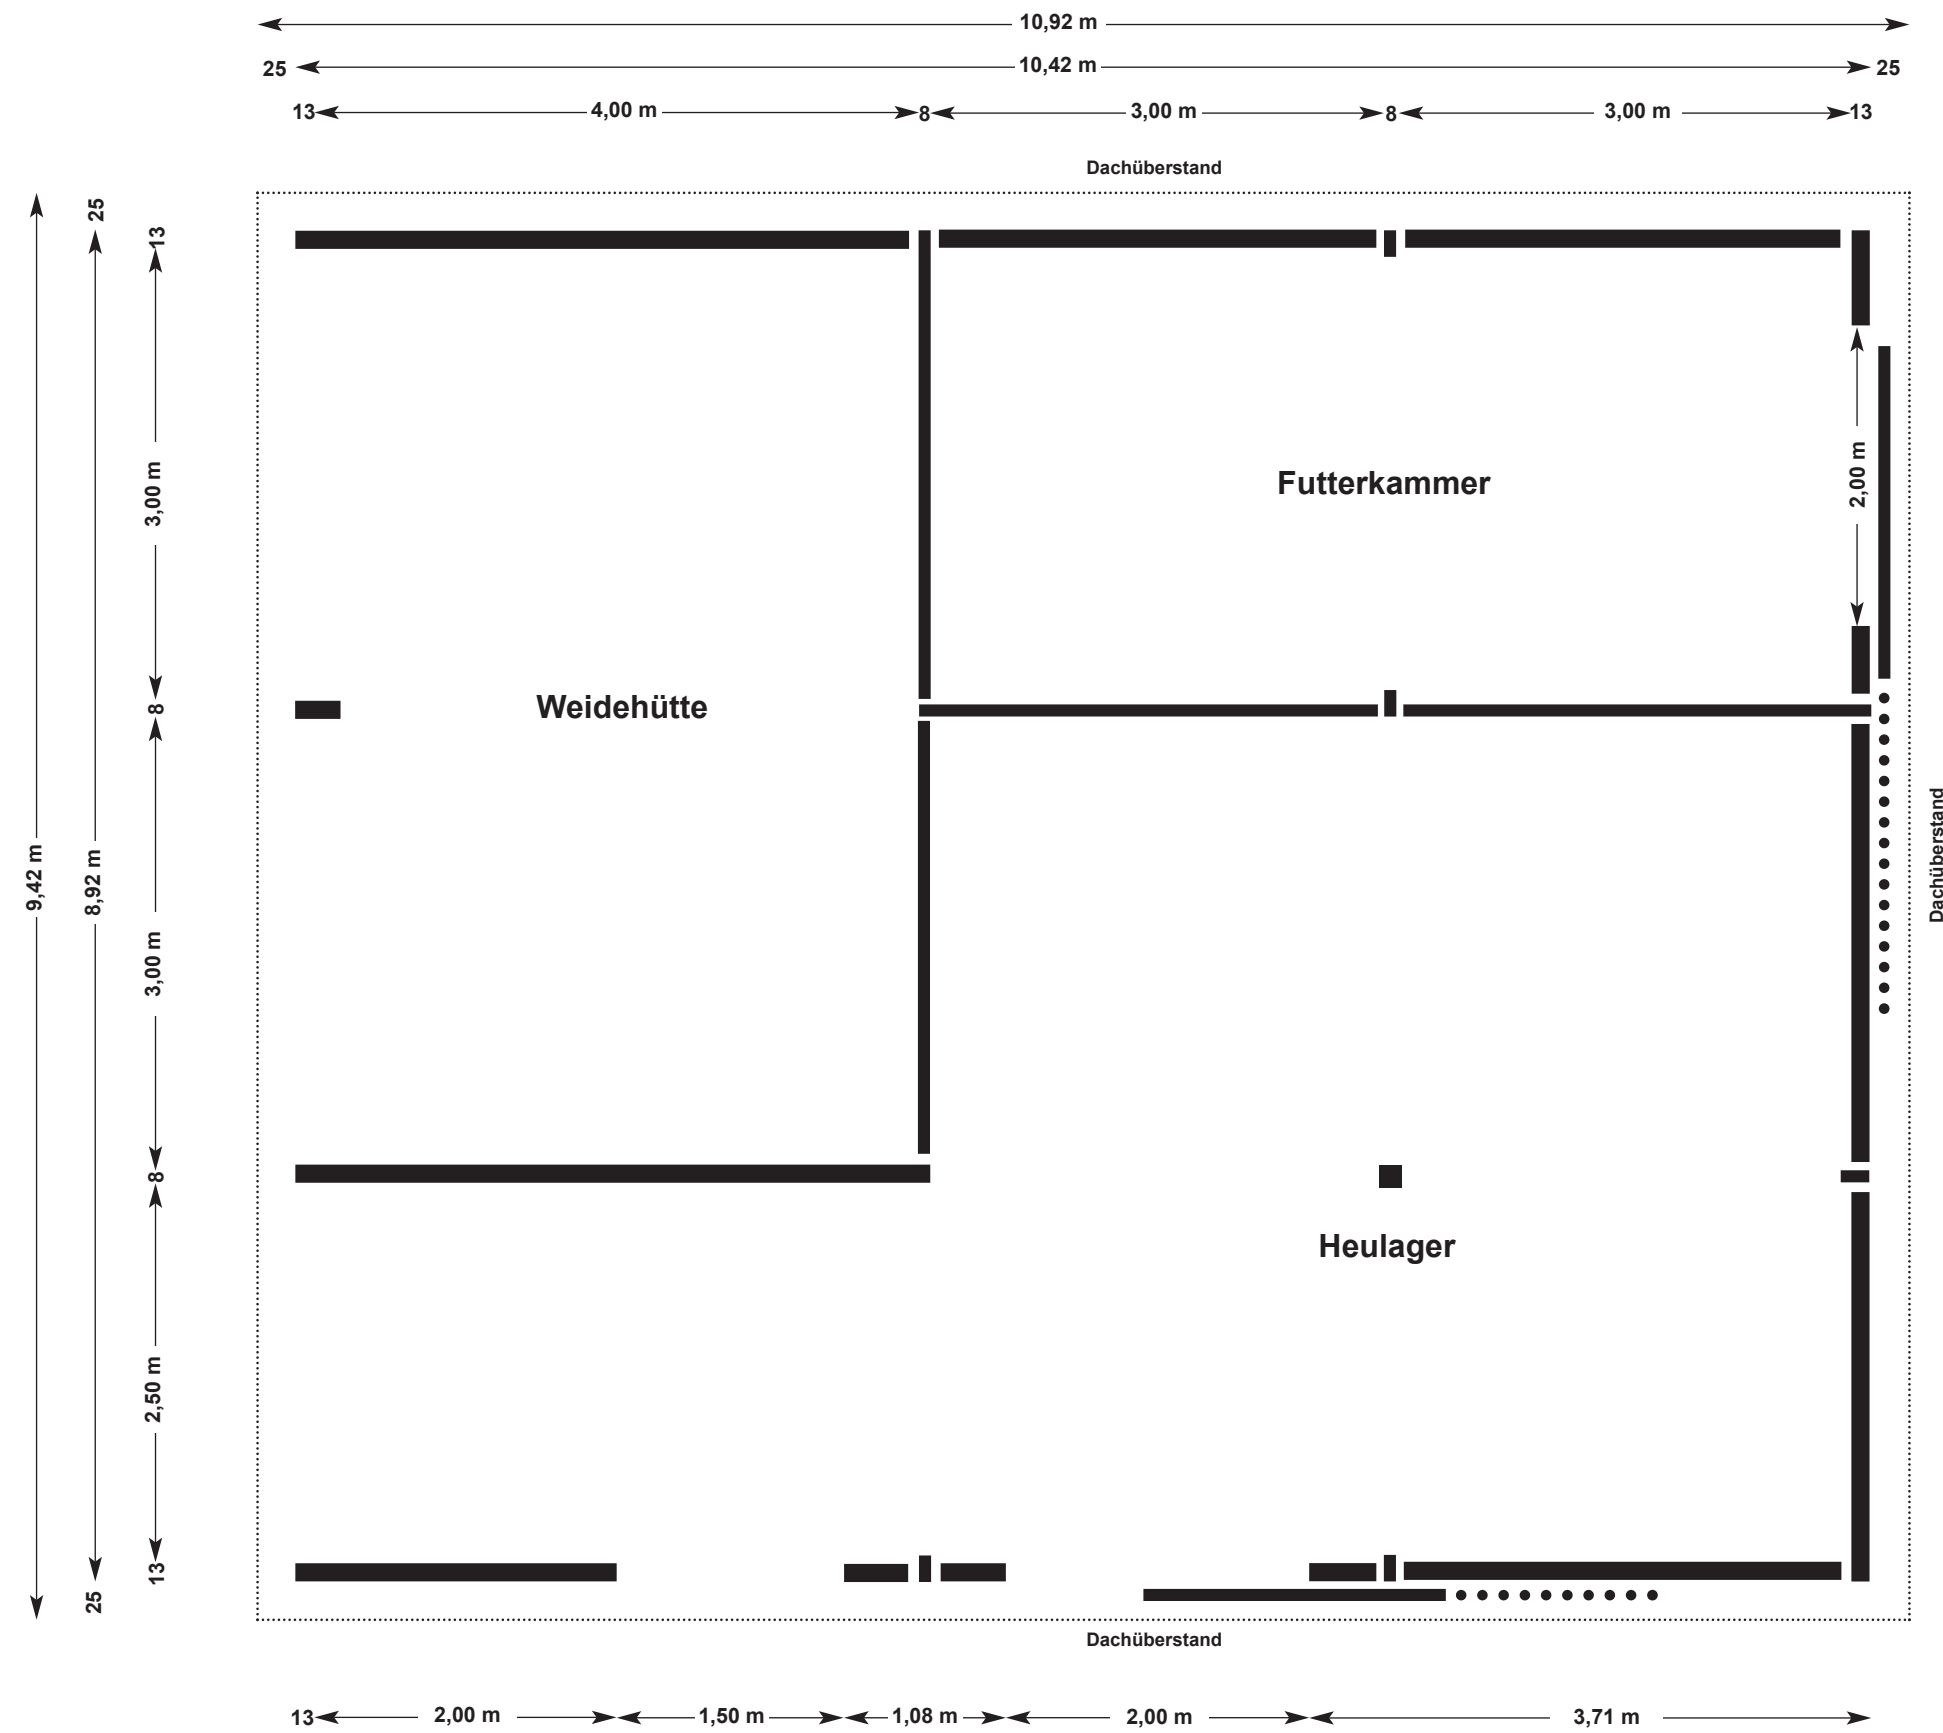 10,92 m
25 10,42 m 25
13 4,00 m 8 3,00 m 8 3,00 m 13
Dachüberstand
25
13
3,00 m
8
3,00 m
8
2,50 m
13
25
8,92 m
9,42 m
Futterkammer
2,00 m
Weidehütte
Dachüberstand
Heulager
Dachüberstand
13 2,00 m 1,50 m 1,08 m 2,00 m 3,71 m